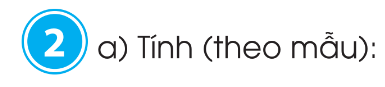 2 a) Tính (theo mẫu):